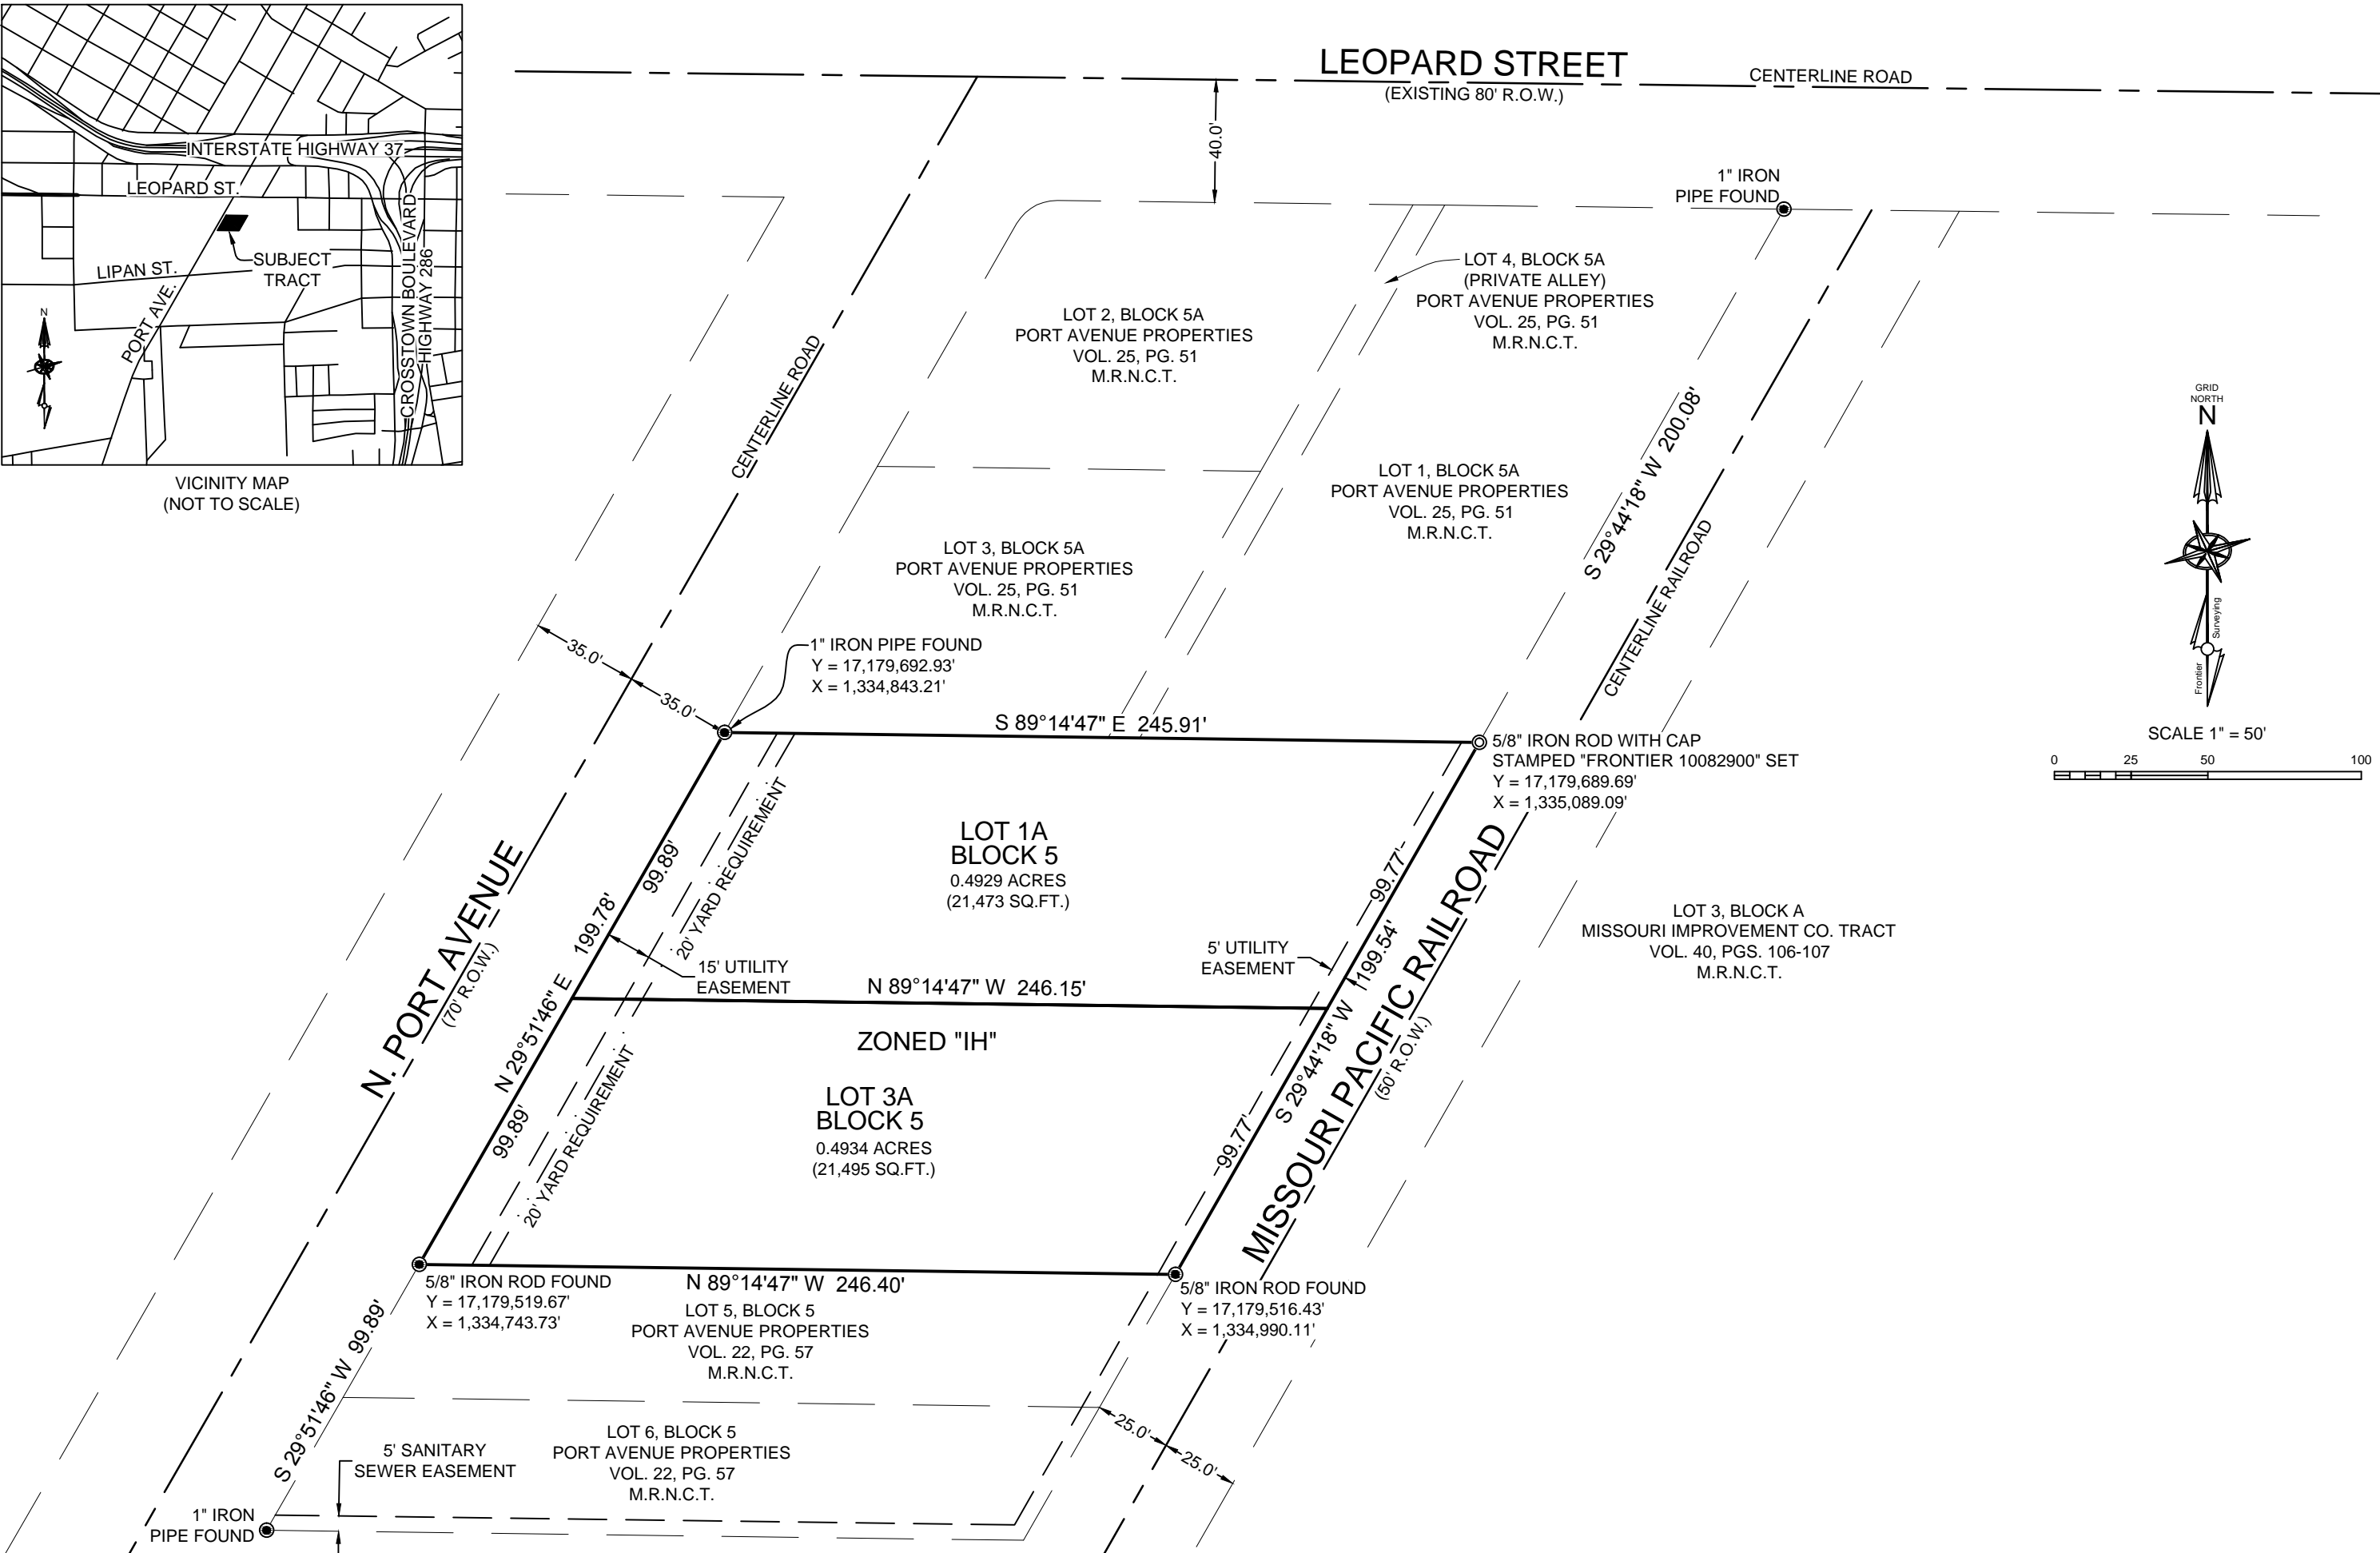 INTERSTATE HIGHWAY 37
LEOPARD ST.
CROSSTOWN BOULEVARD
HIGHWAY 286
SUBJECT
TRACT
LIPAN ST.
PORT AVE.
N
VICINITY MAP
(NOT TO SCALE)
LEOPARD STREET
(EXISTING 80' R.O.W.)
CENTERLINE ROAD
40.0'
1" IRON
PIPE FOUND
LOT 4, BLOCK 5A
(PRIVATE ALLEY)
PORT AVENUE PROPERTIES
VOL. 25, PG. 51
M.R.N.C.T.
LOT 2, BLOCK 5A
PORT AVENUE PROPERTIES
VOL. 25, PG. 51
M.R.N.C.T.
CENTERLINE ROAD
S 29°44'18" W 200.08'
LOT 1, BLOCK 5A
PORT AVENUE PROPERTIES
VOL. 25, PG. 51
M.R.N.C.T.
CENTERLINE RAILROAD
LOT 3, BLOCK 5A
PORT AVENUE PROPERTIES
VOL. 25, PG. 51
M.R.N.C.T.
GRID
NORTH
N
Surveying
Frontier
SCALE 1" = 50'
0 25 50 100
35.0'
35.0'
1" IRON PIPE FOUND
Y = 17,179,692.93'
X = 1,334,843.21'
S 89°14'47" E 245.91'
5/8" IRON ROD WITH CAP
STAMPED "FRONTIER 10082900" SET
Y = 17,179,689.69'
X = 1,335,089.09'
LOT 1A
BLOCK 5
0.4929 ACRES
(21,473 SQ.FT.)
99.89'
20' YARD REQUIREMENT
99.77'
N. PORT AVENUE
(70' R.O.W.)
N 29°51'46" E 199.78'
15' UTILITY
EASEMENT
5' UTILITY
EASEMENT
S 29°44'18" W 199.54'
MISSOURI PACIFIC RAILROAD
(50' R.O.W.)
LOT 3, BLOCK A
MISSOURI IMPROVEMENT CO. TRACT
VOL. 40, PGS. 106-107
M.R.N.C.T.
N 89°14'47" W 246.15'
ZONED "IH"
LOT 3A
BLOCK 5
0.4934 ACRES
(21,495 SQ.FT.)
99.89'
20' YARD REQUIREMENT
99.77'
5/8" IRON ROD FOUND
Y = 17,179,519.67'
X = 1,334,743.73'
N 89°14'47" W 246.40'
5/8" IRON ROD FOUND
Y = 17,179,516.43'
X = 1,334,990.11'
LOT 5, BLOCK 5
PORT AVENUE PROPERTIES
VOL. 22, PG. 57
M.R.N.C.T.
S 29°51'46" W 99.89'
25.0'
25.0'
LOT 6, BLOCK 5
PORT AVENUE PROPERTIES
VOL. 22, PG. 57
M.R.N.C.T.
5' SANITARY
SEWER EASEMENT
1" IRON
PIPE FOUND